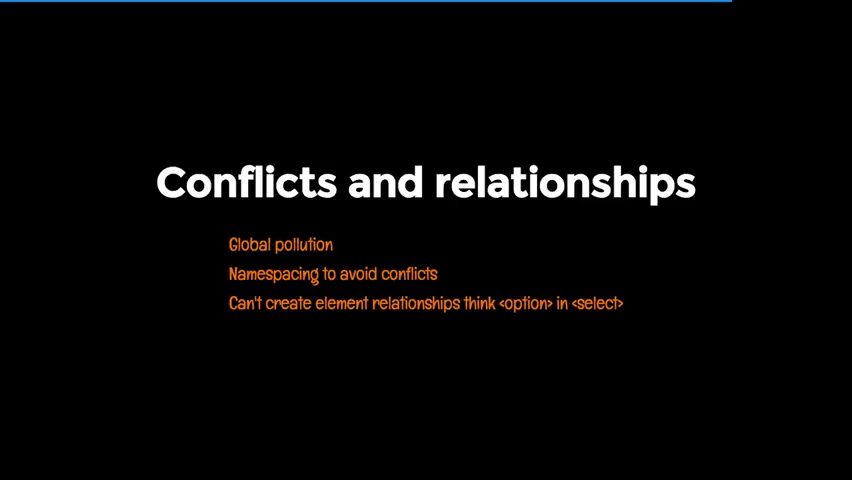 Conflicts and relationships
Global pollution
Namespacing to avoid conflicts
Can't create element relationships think <option> in <select>